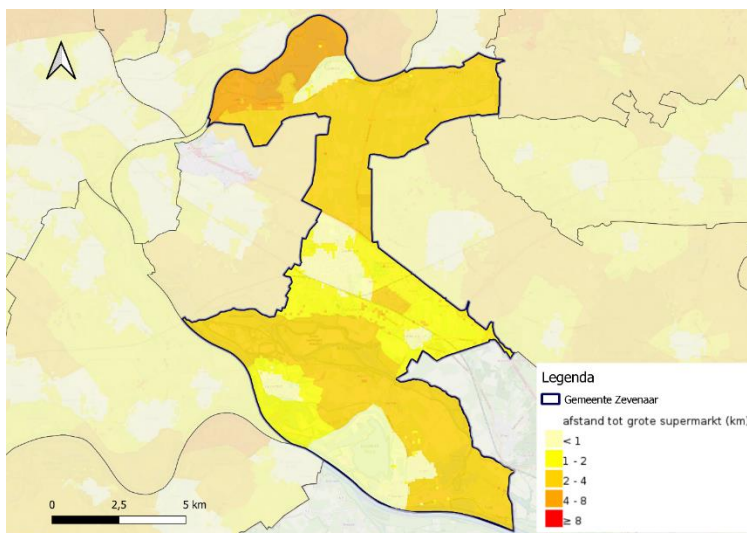 Legenda
Gemeente Zevenaar
afstand tot grote supermarkt (km)
< 1
1 - 2
2 - 4
4 - 8
≥ 8
0 2,5 5 km